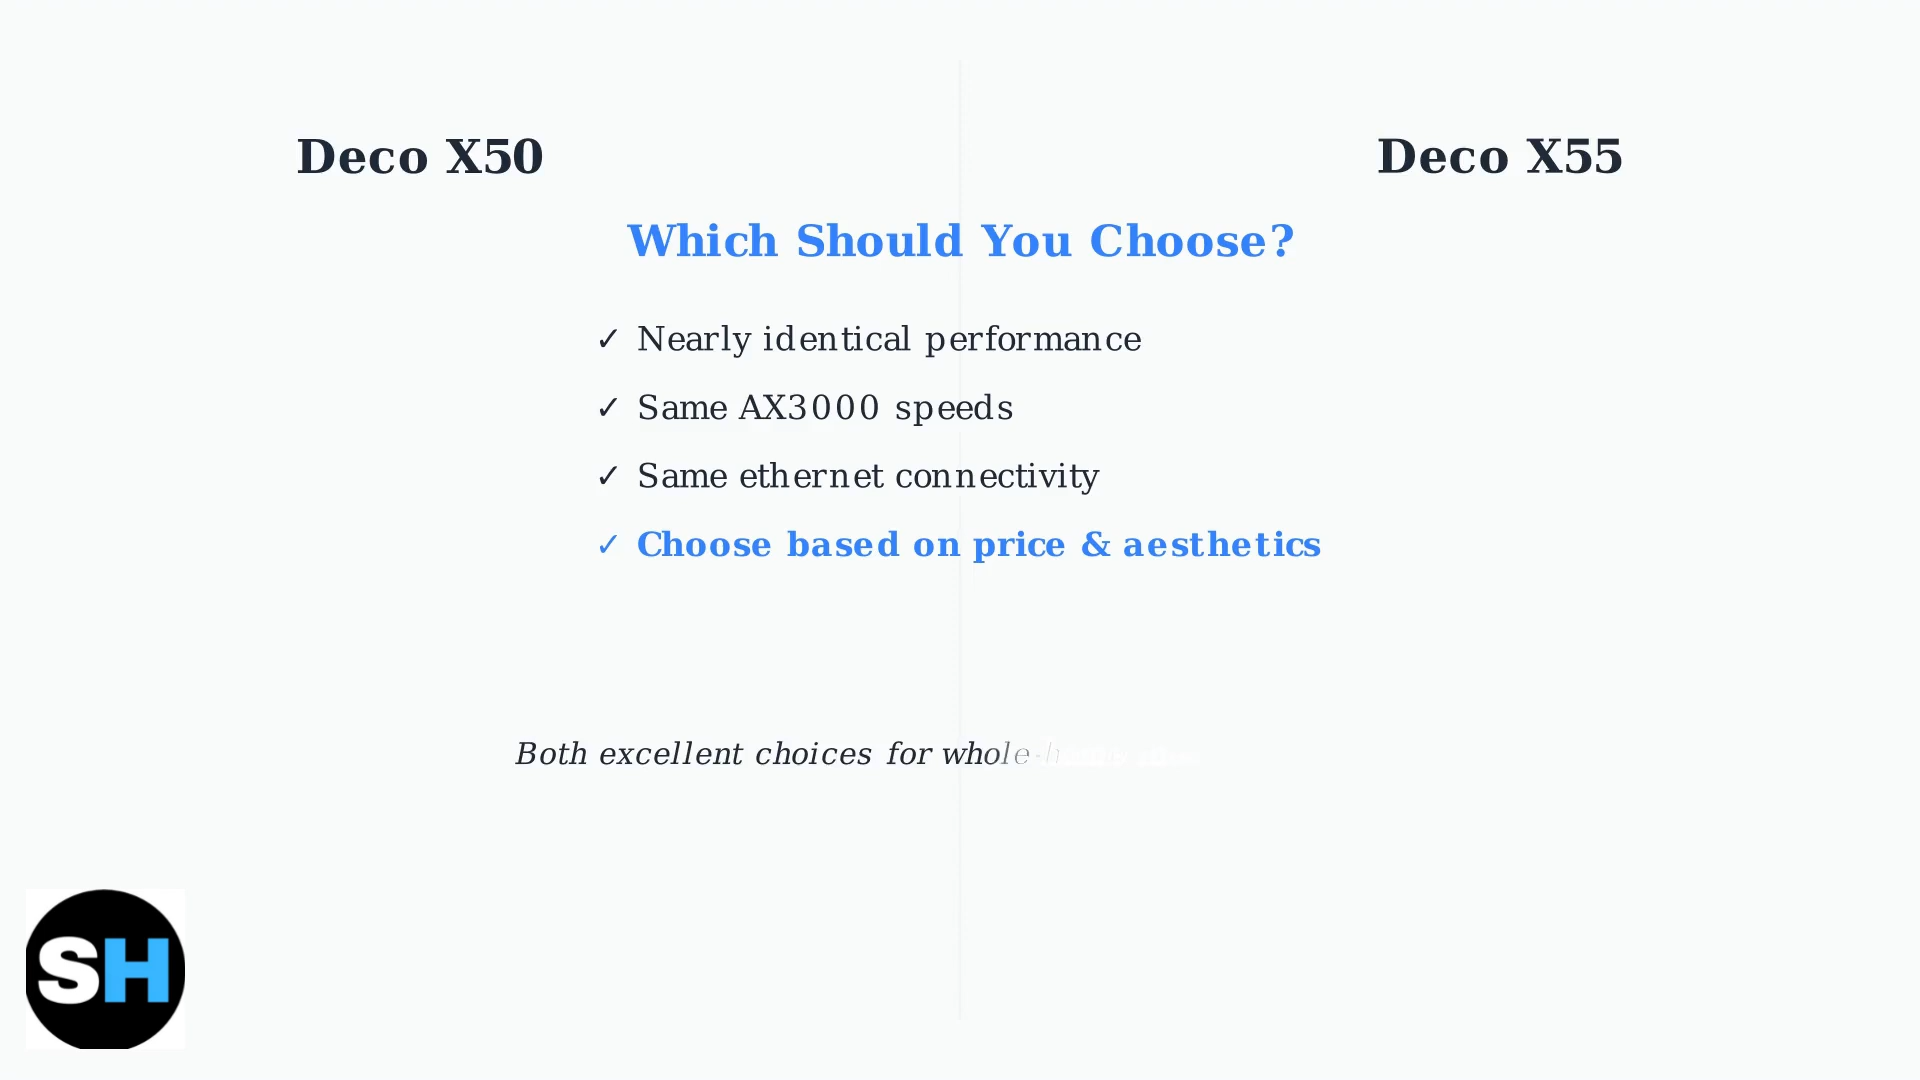 Deco X50
Deco X55
Which Should You Choose?
✓ Nearly identical performance
✓ Same AX3000 speeds
✓ Same ethernet connectivity
✓ Choose based on price & aesthetics
Both excellent choices for whole-h
SH